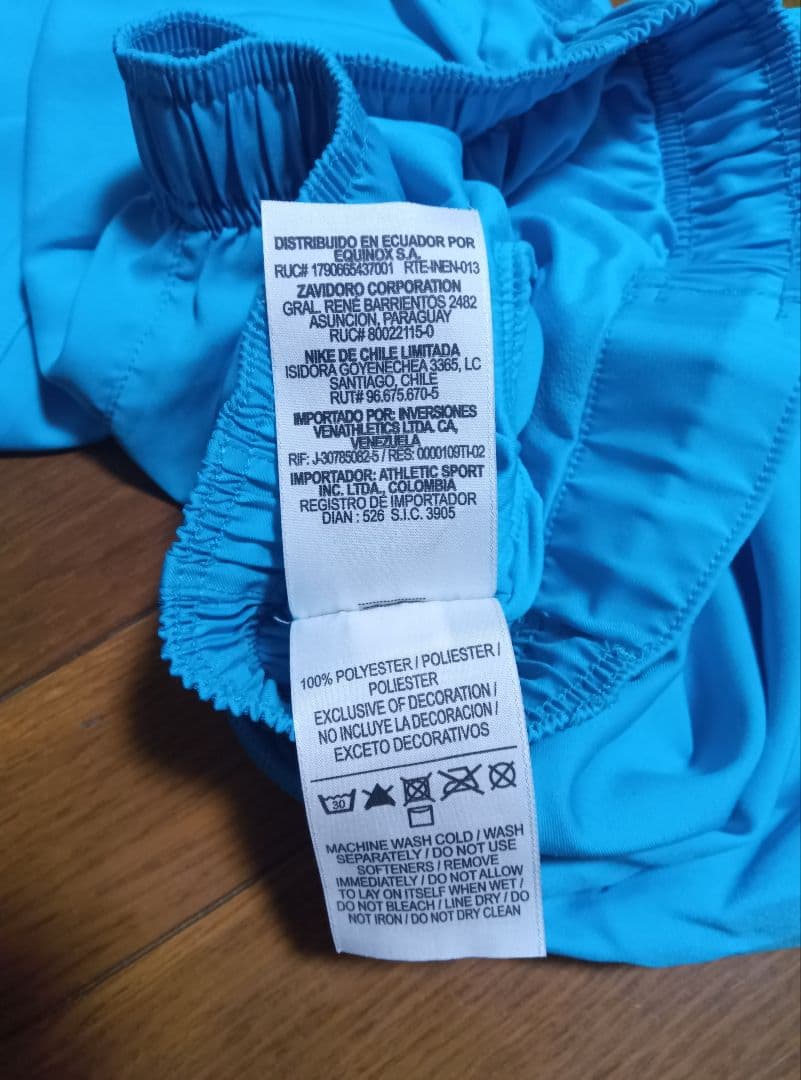 DISTRIBUIDO EN ECUADOR POR
EQUINOX S.A.
RUC# 1790665437001 RTE-INEN-013
ZAVIDORO CORPORATION
GRAL. RENÉ BARRIENTOS 2482
ASUNCION, PARAGUAY
RUC# 80022115-0
NIKE DE CHILE LIMITADA
ISIDORA GOYENECHEA 3365, LC
SANTIAGO, CHILE
RUT# 96.675.670-5
IMPORTADO POR: INVERSIONES
VENATHLETICS LTDA. CA,
VENEZUELA
RIF: J-30785082-5 / RES: 0000109TI-02
IMPORTADOR: ATHLETIC SPORT
INC. LTDA., COLOMBIA
REGISTRO DE IMPORTADOR
DIAN : 526 S.I.C. 3905
100% POLYESTER / POLIESTER /
POLIESTER
EXCLUSIVE OF DECORATION /
NO INCLUYE LA DECORACION /
EXCETO DECORATIVOS
30
MACHINE WASH COLD / WASH
SEPARATELY / DO NOT USE
SOFTENERS / REMOVE
IMMEDIATELY / DO NOT ALLOW
TO LAY ON ITSELF WHEN WET /
DO NOT BLEACH / LINE DRY / DO
NOT IRON / DO NOT DRY CLEAN